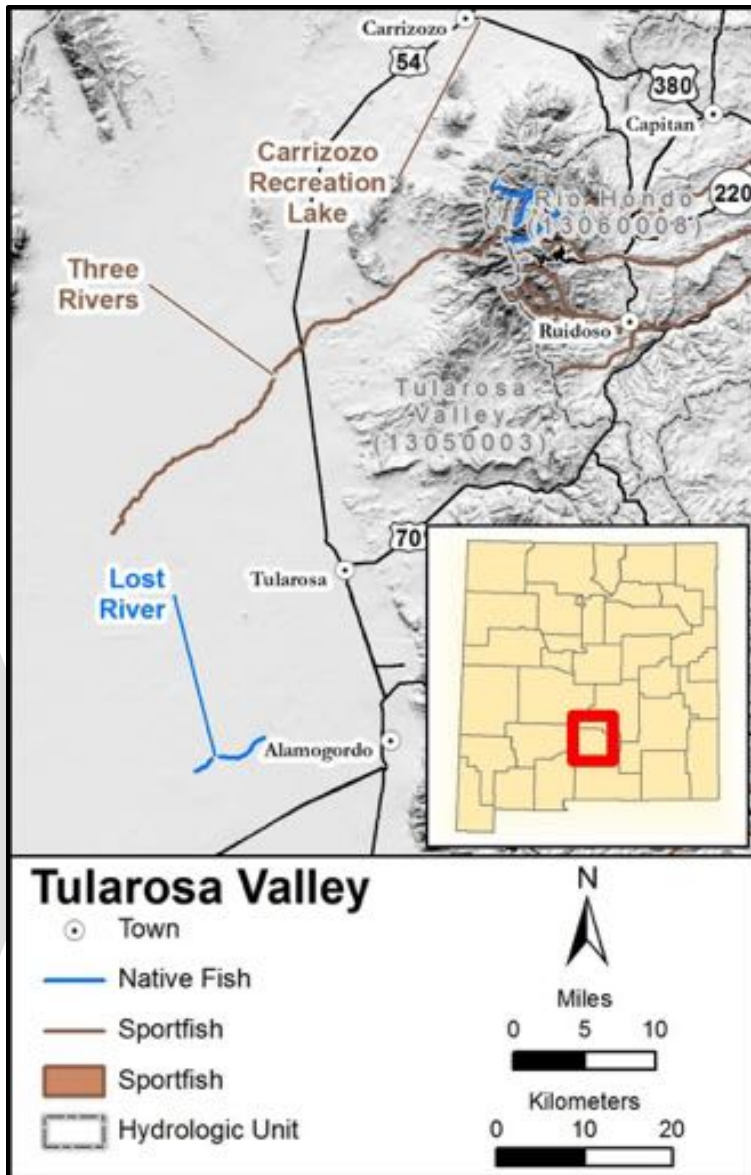 Carrizozo
54
380
Capitan
Carrizozo
Recreation
Lake
Rio Hondo
(13060008)
220
Three
Rivers
Ruidoso
Tularosa
Valley
(13050003)
70
Lost
River
Tularosa
Alamogordo
Tularosa Valley
Town
Native Fish
Sportfish
Sportfish
Hydrologic Unit
N
Miles
0 5 10
Kilometers
0 10 20